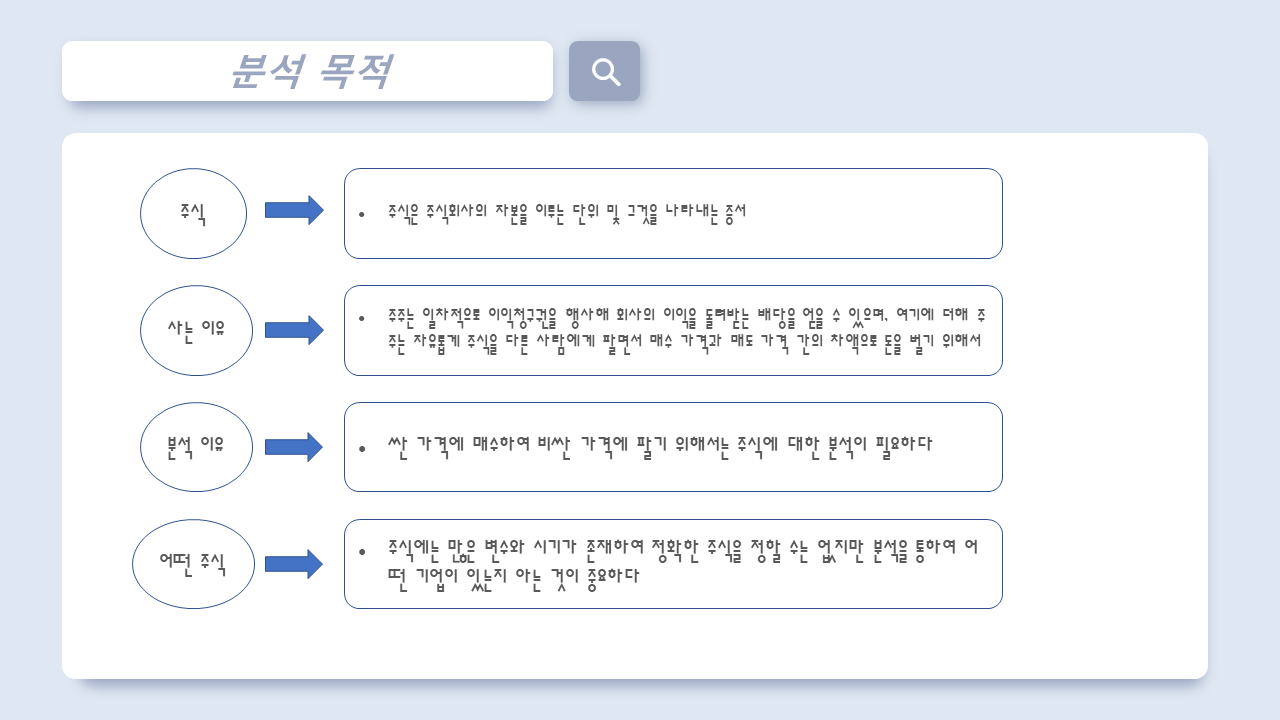 분석 목적
주식
• 주식은 주식회사의 자본을 이루는 단위 및 그것을 나타내는 증서
사는 이유
• 주주는 일차적으로 이익청구권을 행사해 회사의 이익을 돌려받는 배당을 얻을 수 있으며, 여기에 더해 주
주는 자유롭게 주식을 다른 사람에게 팔면서 매수 가격과 매도 가격 간의 차액으로 돈을 벌기 위해서
분석 이유
• 싼 가격에 매수하여 비싼 가격에 팔기 위해서는 주식에 대한 분석이 필요하다
어떤 주식
• 주식에는 많은 변수와 시기가 존재하여 정확한 주식을 정할 수는 없지만 분석을 통하여 어
떤 기업이 있는지 아는 것이 중요하다